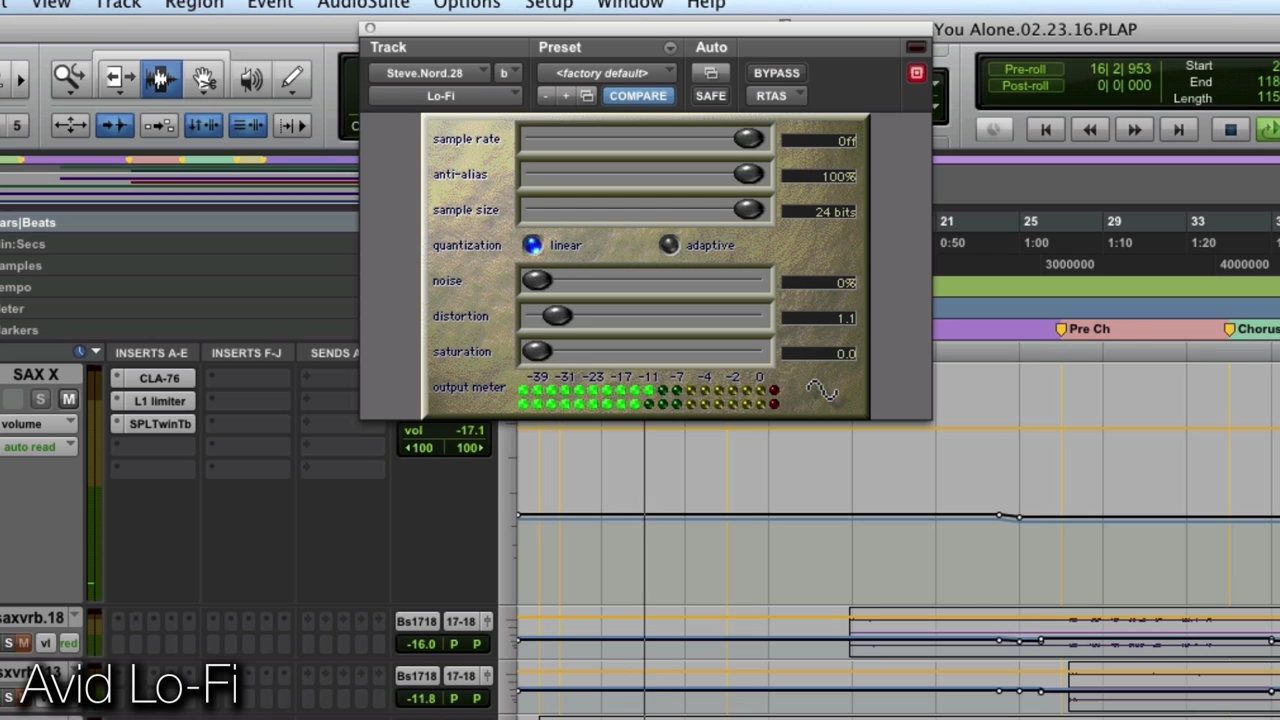 View Track Region Event AudioSuite Options Setup Window Help
You Alone.02.23.16.PLAP
Track Preset Auto
Steve.Nord.28 b <factory default> BYPASS
Lo-Fi - + COMPARE SAFE RTAS
Pre-roll 16| 2| 953 Start
Post-roll 0| 0| 000 End 118
Length 115
5
sample rate Off
anti-alias 100%
sample size 24 bits
quantization linear adaptive
noise 0%
distortion 1.1
saturation 0.0
-39 -31 -23 -17 -11 -7 -4 -2 0
output meter
ars|Beats 21 25 29 33
in:Secs 0:50 1:00 1:10 1:20
amples 3000000 4000000
empo
eter
arkers Pre Ch Chorus
INSERTS A-E INSERTS F-J SENDS A
SAX X
S M
volume
auto read
CLA-76
L1 limiter
SPLTwinTb
vol -17.1
100 100
saxvrb.18 Bs1718 17-18
S M vl red -16.0 P P
Bs1718 17-18
S -11.8 P P
Avid Lo-Fi